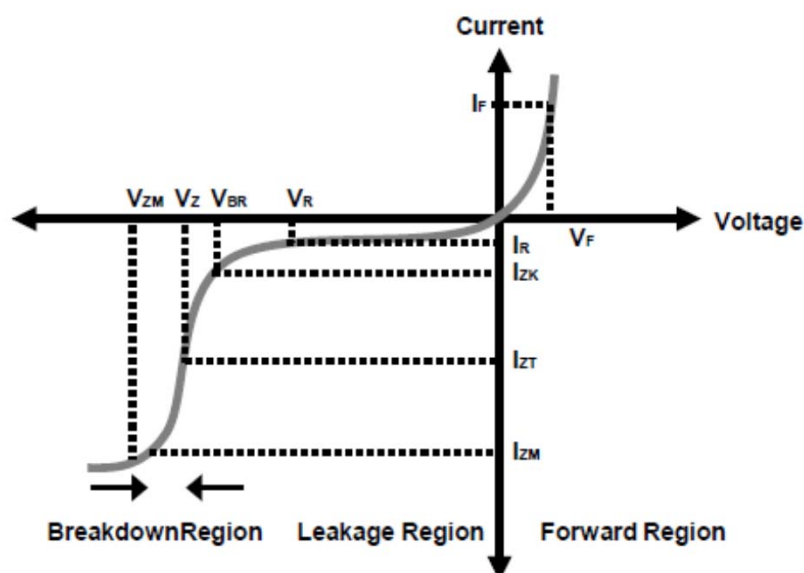 Current
IF
VZM VZ VBR VR
Voltage
VF
IR
IZK
IZT
IZM
BreakdownRegion Leakage Region Forward Region